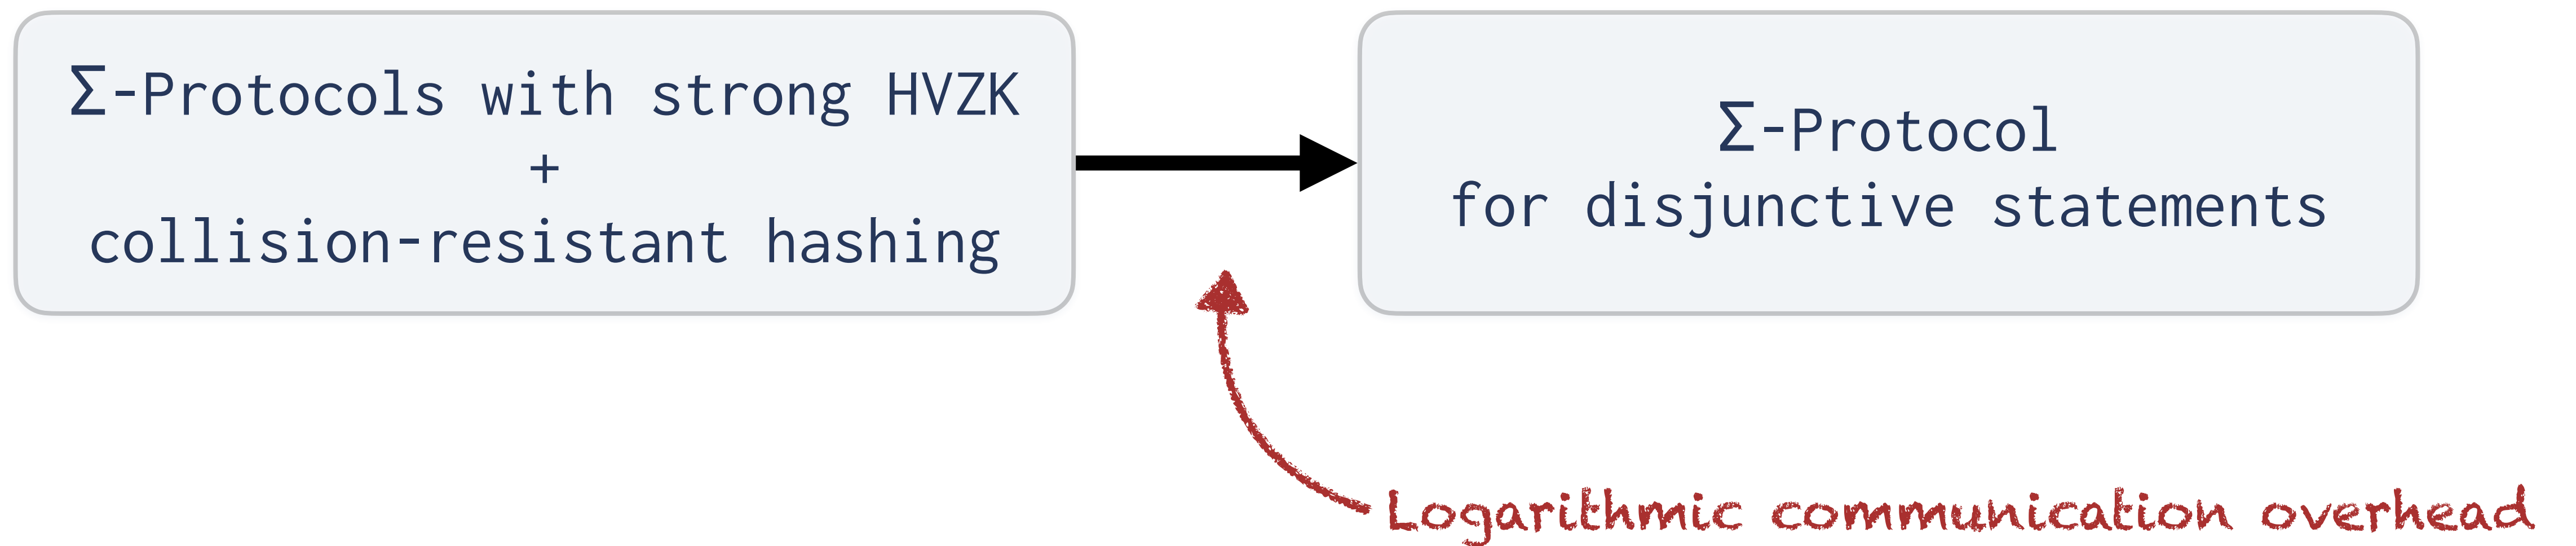 Σ-Protocols with strong HVZK
+
collision-resistant hashing
Σ-Protocol
for disjunctive statements
Logarithmic communication overhead